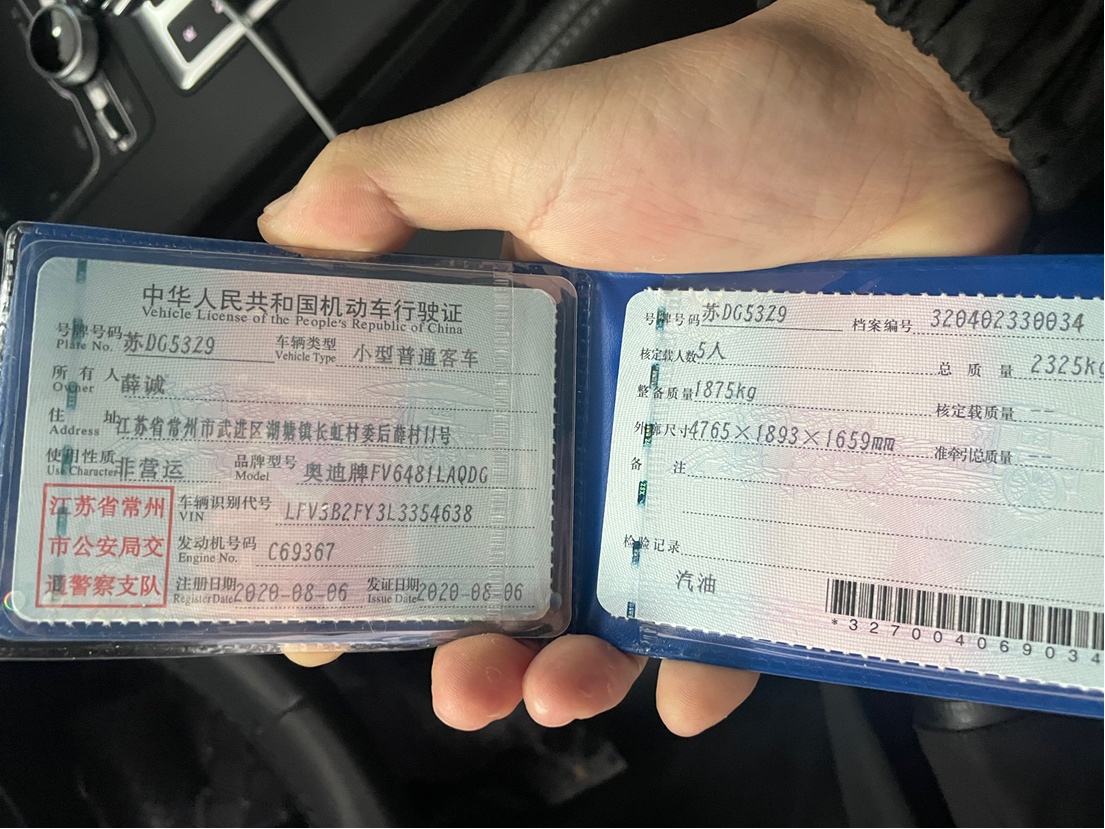 中华人民共和国机动车行驶证
Vehicle License of the People's Republic of China
号牌号码 苏DG53Z9 车辆类型 小型普通客车
Plate No. Vehicle Type
所有人 薛诚
Owner
住址 江苏省常州市武进区湖塘镇长虹村委后薛村11号
Address
使用性质 非营运 品牌型号 奥迪牌FV6481LAQDG
Use Character Model
江苏省常州
市公安局交
通警察支队
车辆识别代号 LFV3B2FY3L3354638
VIN
发动机号码 C69367
Engine No.
注册日期 2020-08-06 发证日期 2020-08-06
Register Date Issue Date
号牌号码 苏DG53Z9 档案编号 320402330034
核定载人数 5人 总质量 2325kg
整备质量 1875kg 核定载质量 --
外廓尺寸 4765×1893×1659mm 准牵引总质量 --
备注
检验记录
汽油
*327004069034